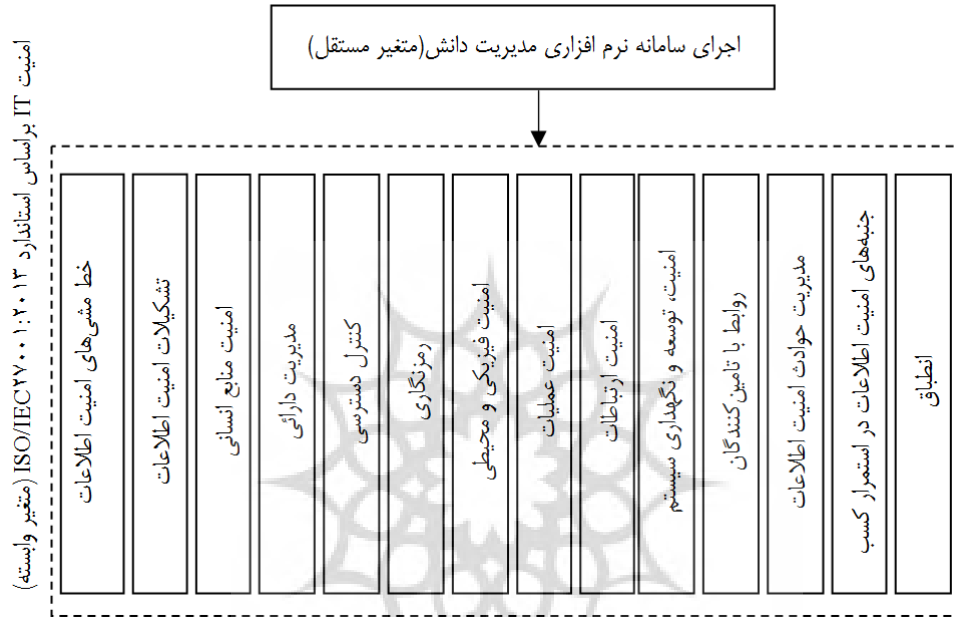 اجرای سامانه نرم افزاری مدیریت دانش(متغیر مستقل)
امنیت IT براساس استاندارد ISO/IEC۲۷۰۰۱:۲۰۱۳ (متغیر وابسته)
خط مشی‌های امنیت اطلاعات
تشکیلات امنیت اطلاعات
امنیت منابع انسانی
مدیریت دارائی
کنترل دسترسی
رمزنگاری
امنیت فیزیکی و محیطی
امنیت عملیات
امنیت ارتباطات
امنیت، توسعه و نگهداری سیستم
روابط با تامین‌کنندگان
مدیریت حوادث امنیت اطلاعات
جنبه‌های امنیت اطلاعات در استمرار کسب
انطباق